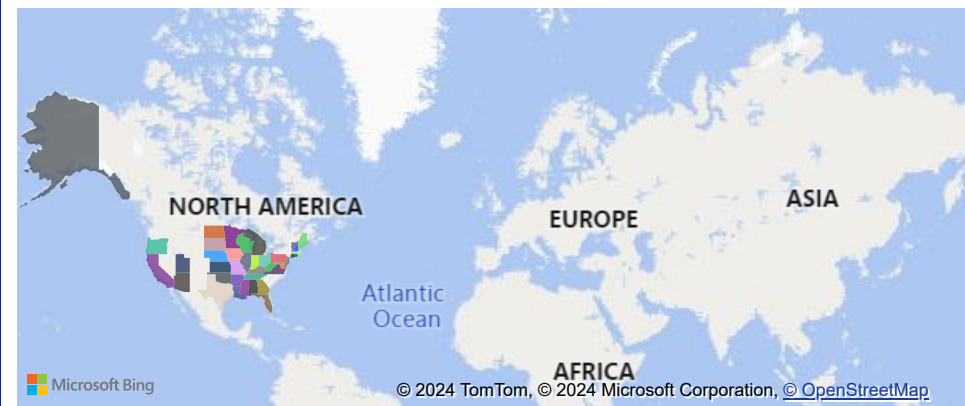 NORTH AMERICA
EUROPE
ASIA
Atlantic
Ocean
AFRICA
Microsoft Bing
© 2024 TomTom, © 2024 Microsoft Corporation, © OpenStreetMap